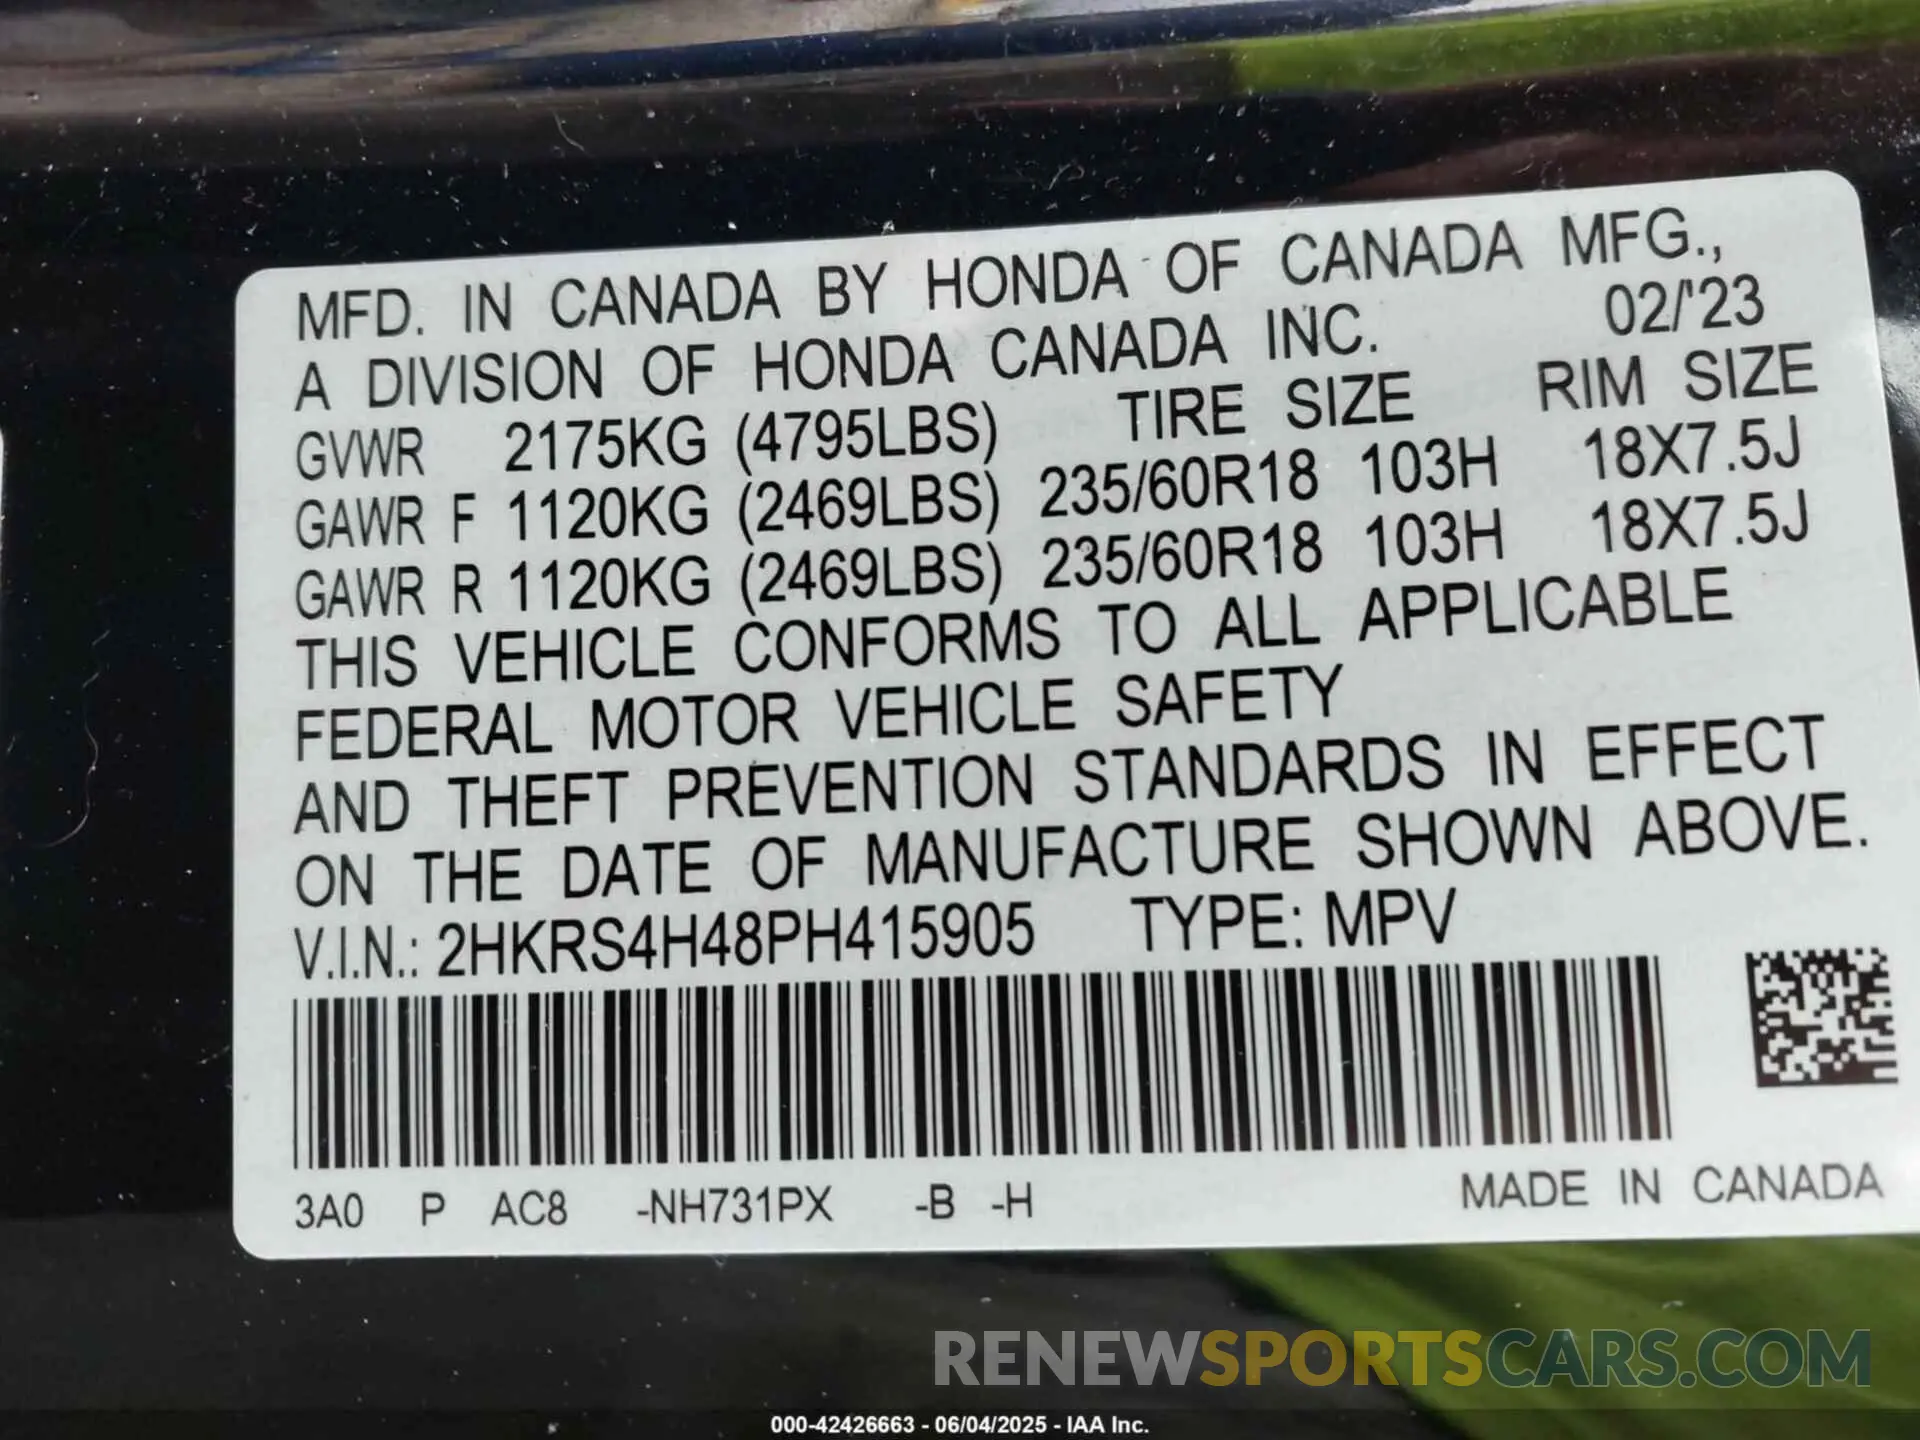 MFD. IN CANADA BY HONDA OF CANADA MFG.,
A DIVISION OF HONDA CANADA INC. 02/'23
GVWR 2175KG (4795LBS) TIRE SIZE RIM SIZE
GAWR F 1120KG (2469LBS) 235/60R18 103H 18X7.5J
GAWR R 1120KG (2469LBS) 235/60R18 103H 18X7.5J
THIS VEHICLE CONFORMS TO ALL APPLICABLE
FEDERAL MOTOR VEHICLE SAFETY
AND THEFT PREVENTION STANDARDS IN EFFECT
ON THE DATE OF MANUFACTURE SHOWN ABOVE.
V.I.N.: 2HKRS4H48PH415905 TYPE: MPV
3A0 P AC8 -NH731PX -B -H MADE IN CANADA
RENEWSPORTSCARS.COM
000-42426663 - 06/04/2025 - IAA Inc.